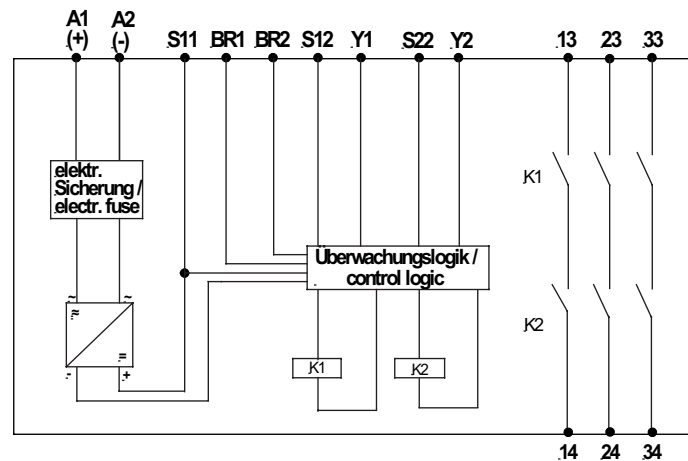 A1 A2
(+) (-) S11 BR1 BR2 S12 Y1 S22 Y2 13 23 33
elektr.
Sicherung /
electr. fuse
K1
Überwachungslogik /
control logic
~ ~
≈
=
- +
K1 K2
K2
14 24 34